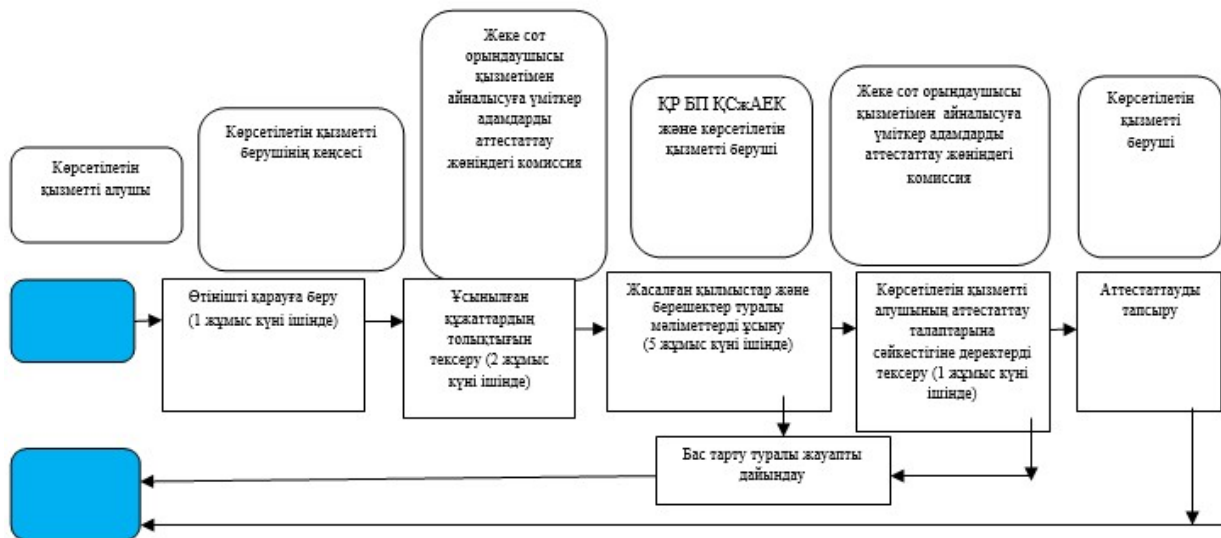 Көрсетілетін
қызметті алушы
Көрсетілетін қызметті
берушінің кеңсесі
Жеке сот
орындаушысы
қызметімен
айналысуға үміткер
адамдарды
аттестаттау
жөніндегі комиссия
ҚР БП ҚСжАЕК
және көрсетілетін
қызметті беруші
Жеке сот орындаушысы
қызметімен айналысуға
үміткер адамдарды
аттестаттау жөніндегі
комиссия
Көрсетілетін
қызметті
беруші
Өтінішті қарауға беру
(1 жұмыс күні ішінде)
Ұсынылған
құжаттардың
толықтығын
тексеру (2 жұмыс
күні ішінде)
Жасалған қылмыстар және
берешектер туралы
мәліметтерді ұсыну
(5 жұмыс күні ішінде)
Көрсетілетін қызметті
алушының аттестаттау
талаптарына
сәйкестігіне деректерді
тексеру (1 жұмыс күні
ішінде)
Аттестаттауды
тапсыру
Бас тарту туралы жауапты
дайындау